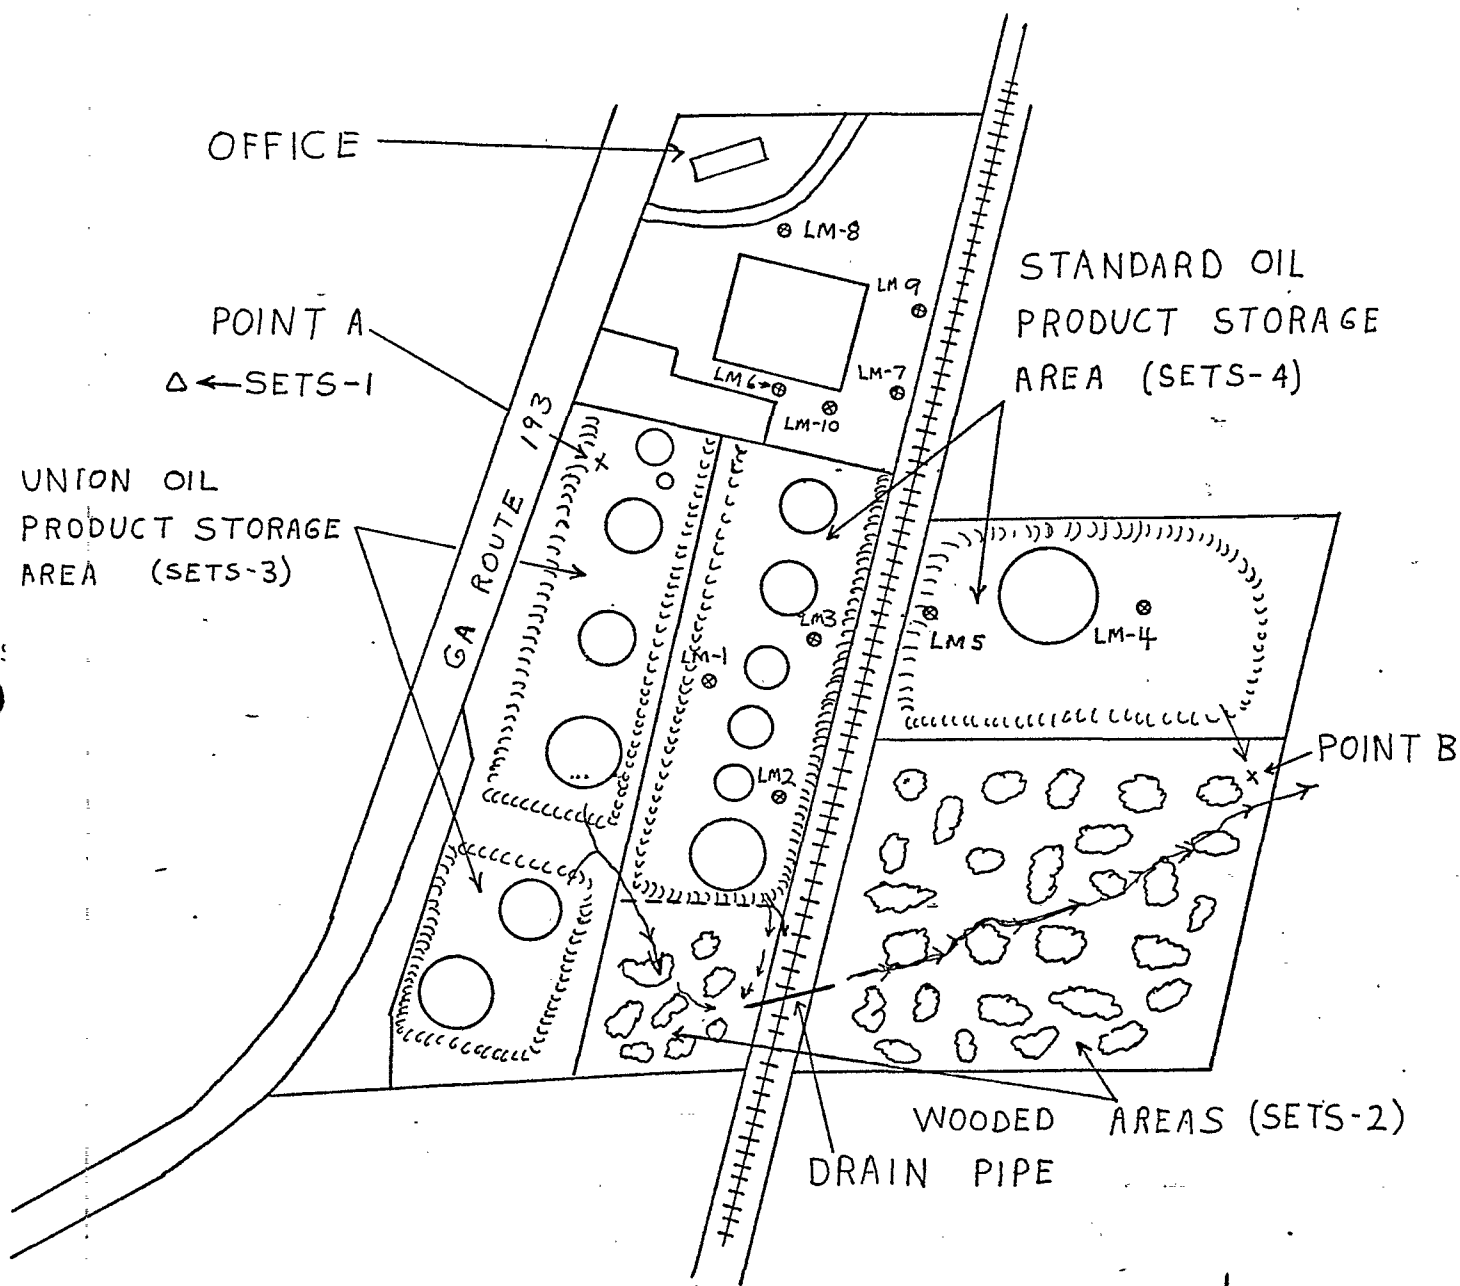 OFFICE
LM-8
LM 9
STANDARD OIL
PRODUCT STORAGE
AREA (SETS-4)
POINT A
SETS-1
LM 6
LM-7
LM-10
GA ROUTE 193
UNION OIL
PRODUCT STORAGE
AREA (SETS-3)
LM3
LM-1
LM5
LM-4
LM2
POINT B
WOODED AREAS (SETS-2)
DRAIN PIPE